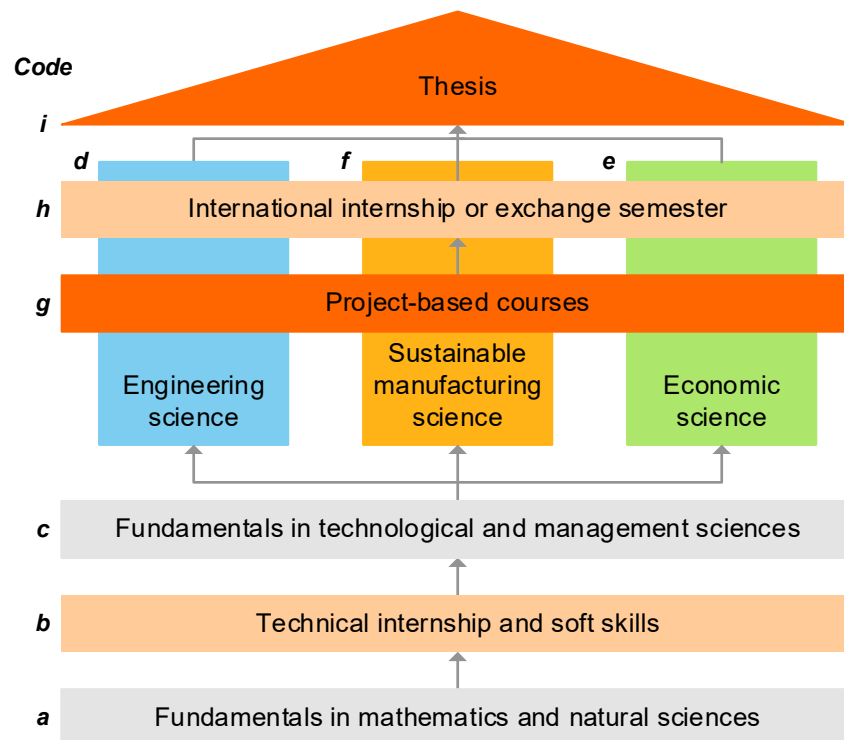 Code
Thesis
i
d
f
e
h
International internship or exchange semester
g
Project-based courses
Engineering
science
Sustainable
manufacturing
science
Economic
science
c
Fundamentals in technological and management sciences
b
Technical internship and soft skills
a
Fundamentals in mathematics and natural sciences